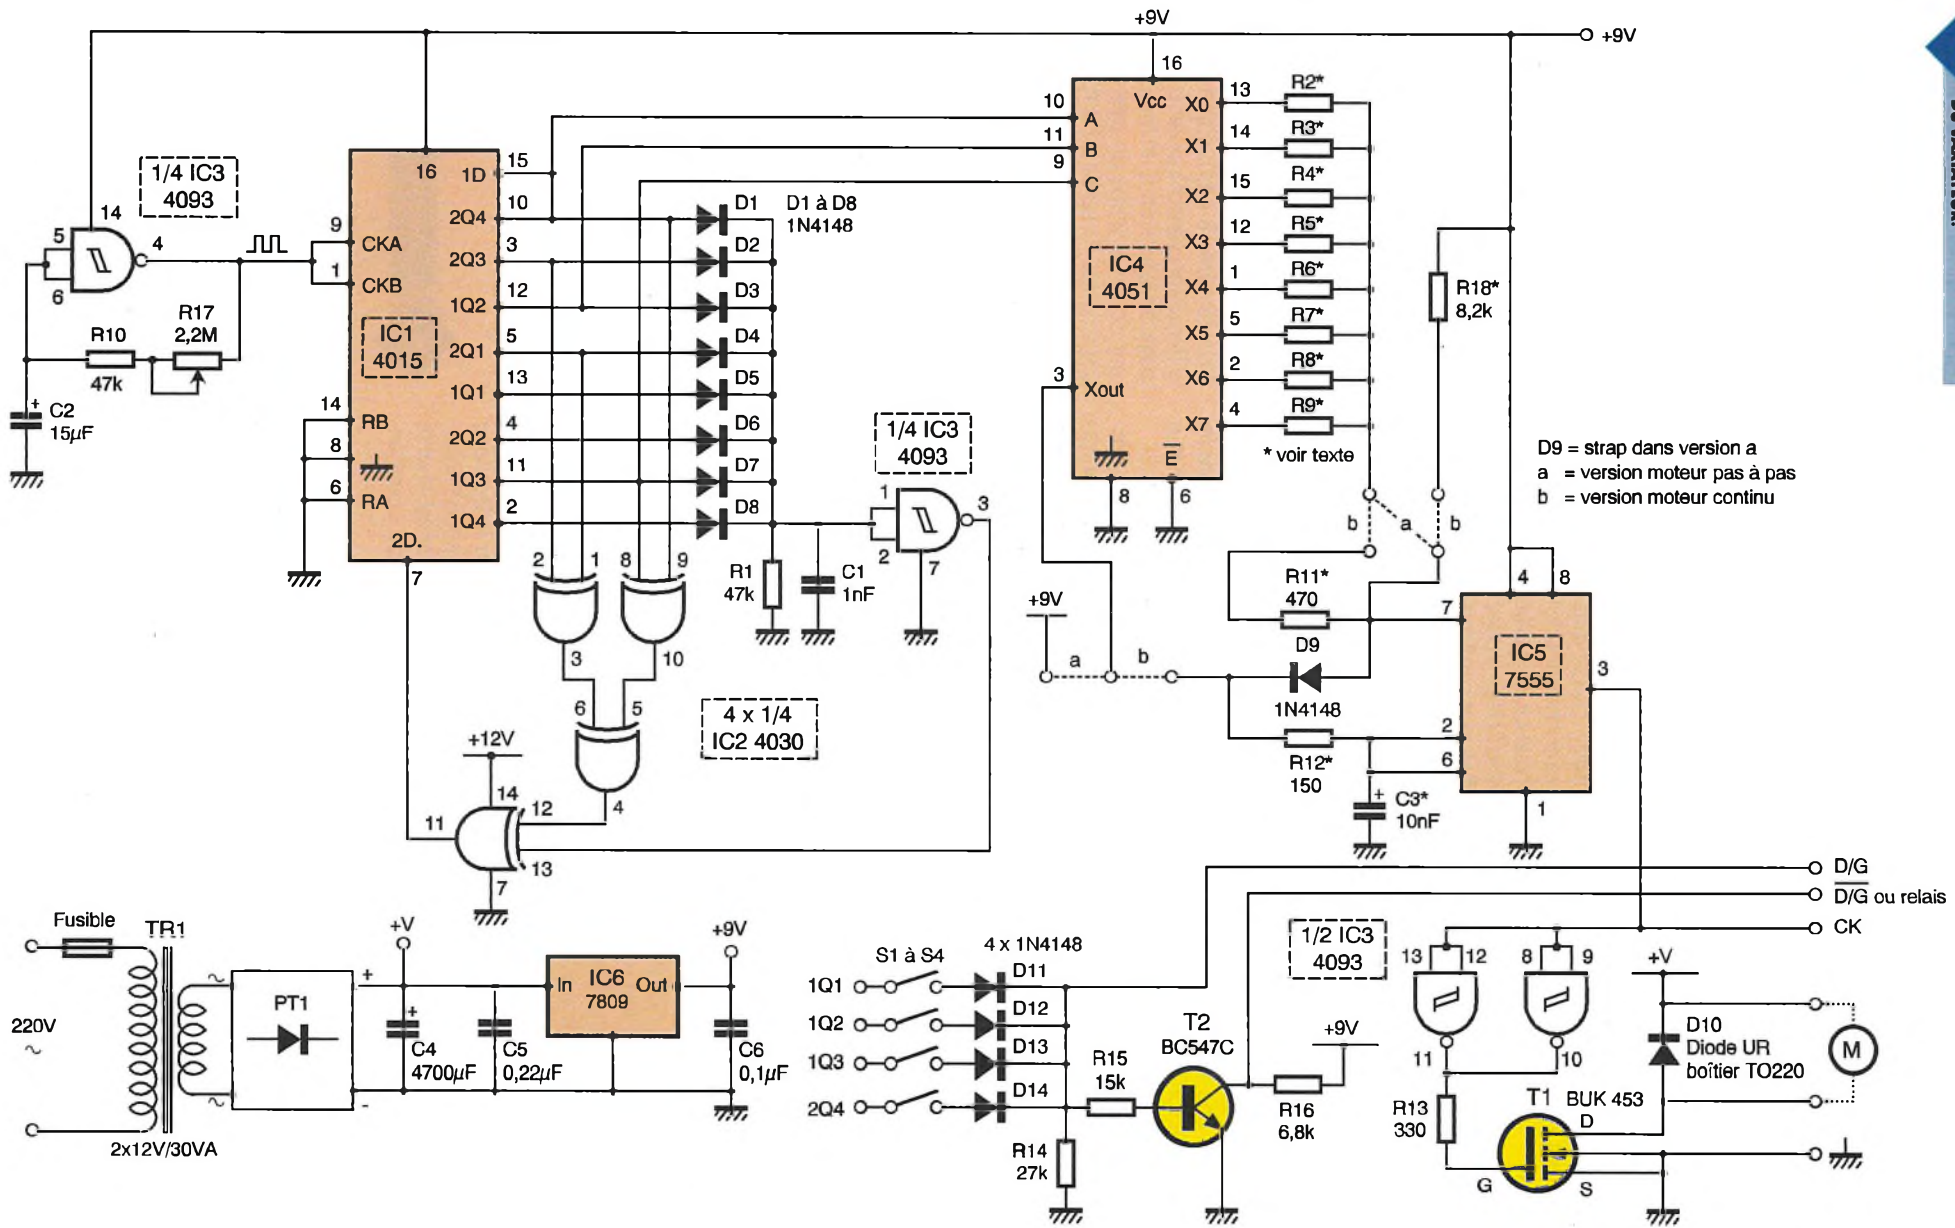 +9V
+9V
16
Vcc
10
A
11
B
9
C
X0
13
R2*
X1
14
R3*
X2
15
R4*
X3
12
R5*
X4
1
R6*
X5
5
R7*
X6
2
R8*
X7
4
R9*
IC4
4051
3
Xout
E
8
6
* voir texte
1/4 IC3
4093
14
5
6
4
R17
2,2M
R10
47k
+
C2
15µF
16
9
CKA
1
CKB
IC1
4015
14
RB
8
6
RA
2D.
7
1D
15
2Q4
10
2Q3
3
1Q2
12
2Q1
5
1Q1
13
2Q2
4
1Q3
11
1Q4
2
D1
D2
D3
D4
D5
D6
D7
D8
D1 à D8
1N4148
1/4 IC3
4093
1
2
3
7
R1
47k
C1
1nF
2
1
8
9
3
10
6
5
4
4 x 1/4
IC2 4030
+12V
14
12
11
13
7
R18*
8,2k
D9 = strap dans version a
a = version moteur pas à pas
b = version moteur continu
b
a
b
+9V
a
b
R11*
470
D9
1N4148
R12*
150
+
C3*
10nF
4
8
7
IC5
7555
3
2
6
1
D/G
D/G ou relais
CK
Fusible
TR1
220V
~
2x12V/30VA
~
~
PT1
+
-
+V
+
C4
4700µF
C5
0,22µF
IC6
7809
In
Out
+9V
C6
0,1µF
S1 à S4
4 x 1N4148
1Q1
D11
1Q2
D12
1Q3
D13
2Q4
D14
R14
27k
R15
15k
T2
BC547C
R16
6,8k
+9V
1/2 IC3
4093
13
12
8
9
11
10
R13
330
T1
BUK 453
D
G
S
+V
D10
Diode UR
boîtier TO220
M